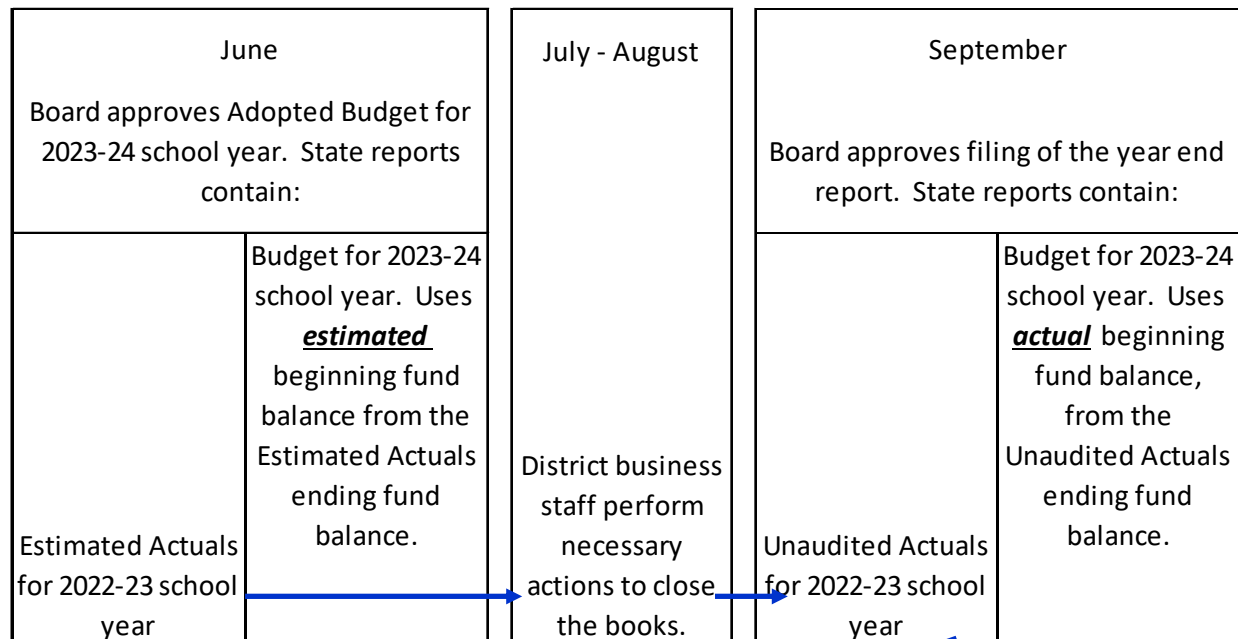 June
Board approves Adopted Budget for
2023-24 school year. State reports
contain:
Estimated Actuals
for 2022-23 school
year
Budget for 2023-24
school year. Uses
estimated
beginning fund
balance from the
Estimated Actuals
ending fund
balance.
July - August
District business
staff perform
necessary
actions to close
the books.
September
Board approves filing of the year end
report. State reports contain:
Unaudited Actuals
for 2022-23 school
year
Budget for 2023-24
school year. Uses
actual beginning
fund balance,
from the
Unaudited Actuals
ending fund
balance.